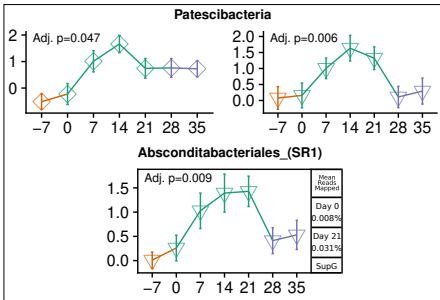 Patescibacteria
Adj. p=0.047
2
1
0
−7 0 7 14 21 28 35
Adj. p=0.006
2.0
1.5
1.0
0.5
0.0
−7 0 7 14 21 28 35
Absconditabacteriales_(SR1)
Adj. p=0.009
1.5
1.0
0.5
0.0
−7 0 7 14 21 28 35
Mean
Reads
Mapped
Day 0
0.008%
Day 21
0.031%
SupG